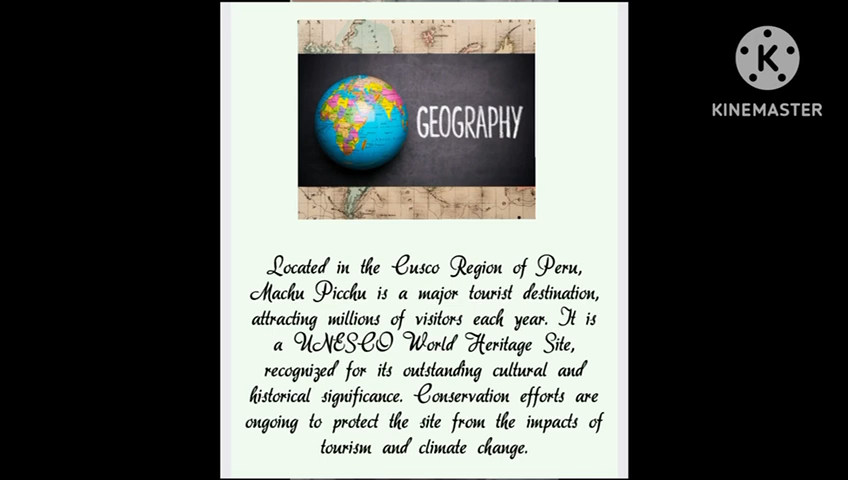 GEOGRAPHY
K
KINEMASTER
Located in the Cusco Region of Peru,
Machu Picchu is a major tourist destination,
attracting millions of visitors each year. It is
a UNESCO World Heritage Site,
recognized for its outstanding cultural and
historical significance. Conservation efforts are
ongoing to protect the site from the impacts of
tourism and climate change.